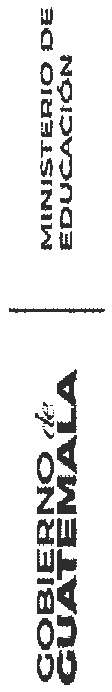 GOBIERNO de
GUATEMALA
MINISTERIO DE
EDUCACIÓN